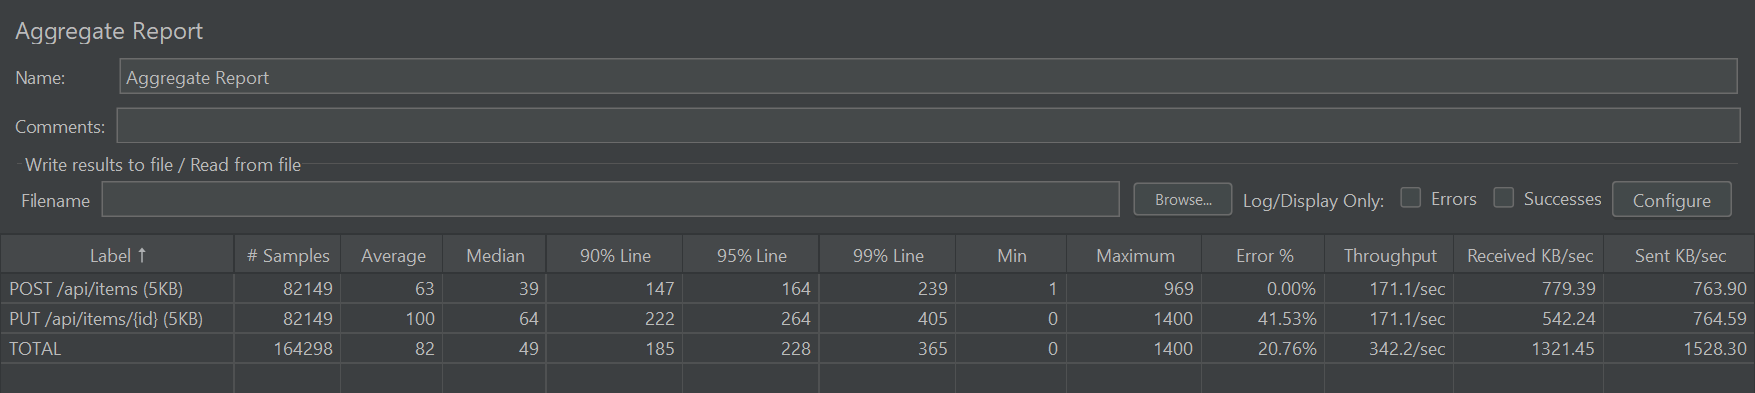 Aggregate Report
Name: Aggregate Report
Comments:
Write results to file / Read from file
Filename Browse... Log/Display Only: Errors Successes Configure
Label ↑ # Samples Average Median 90% Line 95% Line 99% Line Min Maximum Error % Throughput Received KB/sec Sent KB/sec
POST /api/items (5KB) 82149 63 39 147 164 239 1 969 0.00% 171.1/sec 779.39 763.90
PUT /api/items/{id} (5KB) 82149 100 64 222 264 405 0 1400 41.53% 171.1/sec 542.24 764.59
TOTAL 164298 82 49 185 228 365 0 1400 20.76% 342.2/sec 1321.45 1528.30